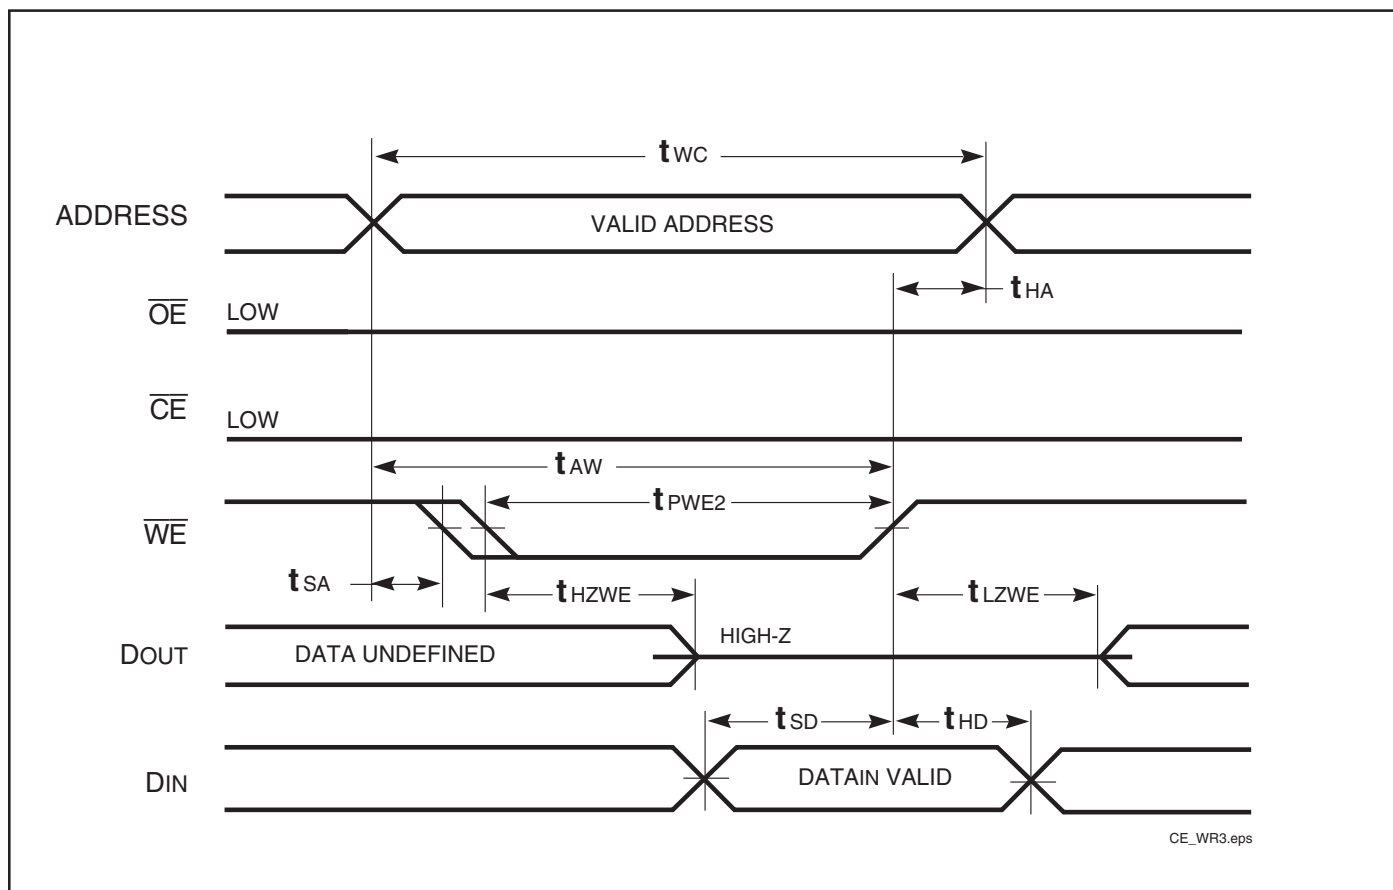 tWC
ADDRESS
VALID ADDRESS
tHA
OE
LOW
CE
LOW
tAW
tPWE2
WE
tSA
tHZWE
tLZWE
HIGH-Z
DOUT
DATA UNDEFINED
tSD
tHD
DIN
DATAIN VALID
CE_WR3.eps